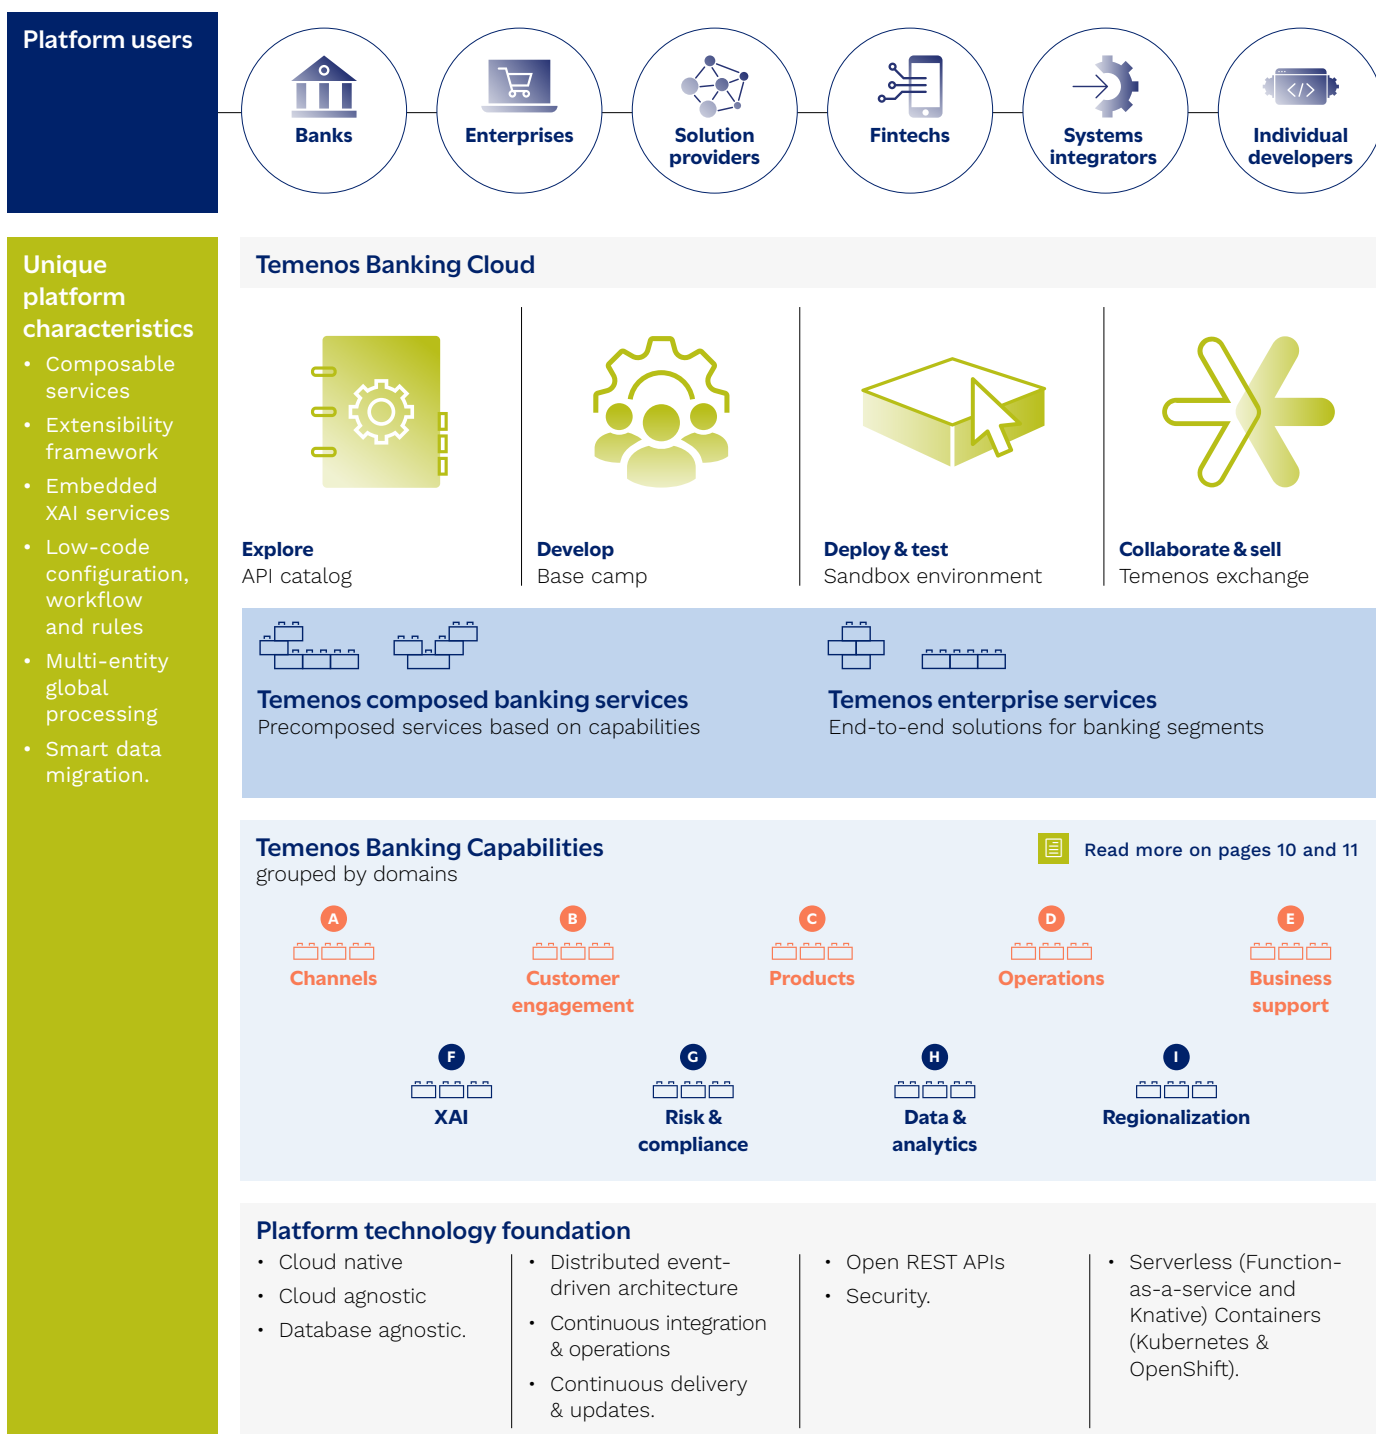 Platform users
Banks
Enterprises
Solution
providers
Fintechs
Systems
integrators
</>
Individual
developers
Unique
platform
characteristics
• Composable
services
• Extensibility
framework
• Embedded
XAI services
• Low-code
configuration,
workflow
and rules
• Multi-entity
global
processing
• Smart data
migration.
Temenos Banking Cloud
Explore
API catalog
Develop
Base camp
Deploy & test
Sandbox environment
Collaborate & sell
Temenos exchange
Temenos composed banking services
Precomposed services based on capabilities
Temenos enterprise services
End-to-end solutions for banking segments
Temenos Banking Capabilities
grouped by domains
Read more on pages 10 and 11
A
Channels
B
Customer
engagement
C
Products
D
Operations
E
Business
support
F
XAI
G
Risk &
compliance
H
Data &
analytics
I
Regionalization
Platform technology foundation
• Cloud native
• Cloud agnostic
• Database agnostic.
• Distributed event-
driven architecture
• Continuous integration
& operations
• Continuous delivery
& updates.
• Open REST APIs
• Security.
• Serverless (Function-
as-a-service and
Knative) Containers
(Kubernetes &
OpenShift).